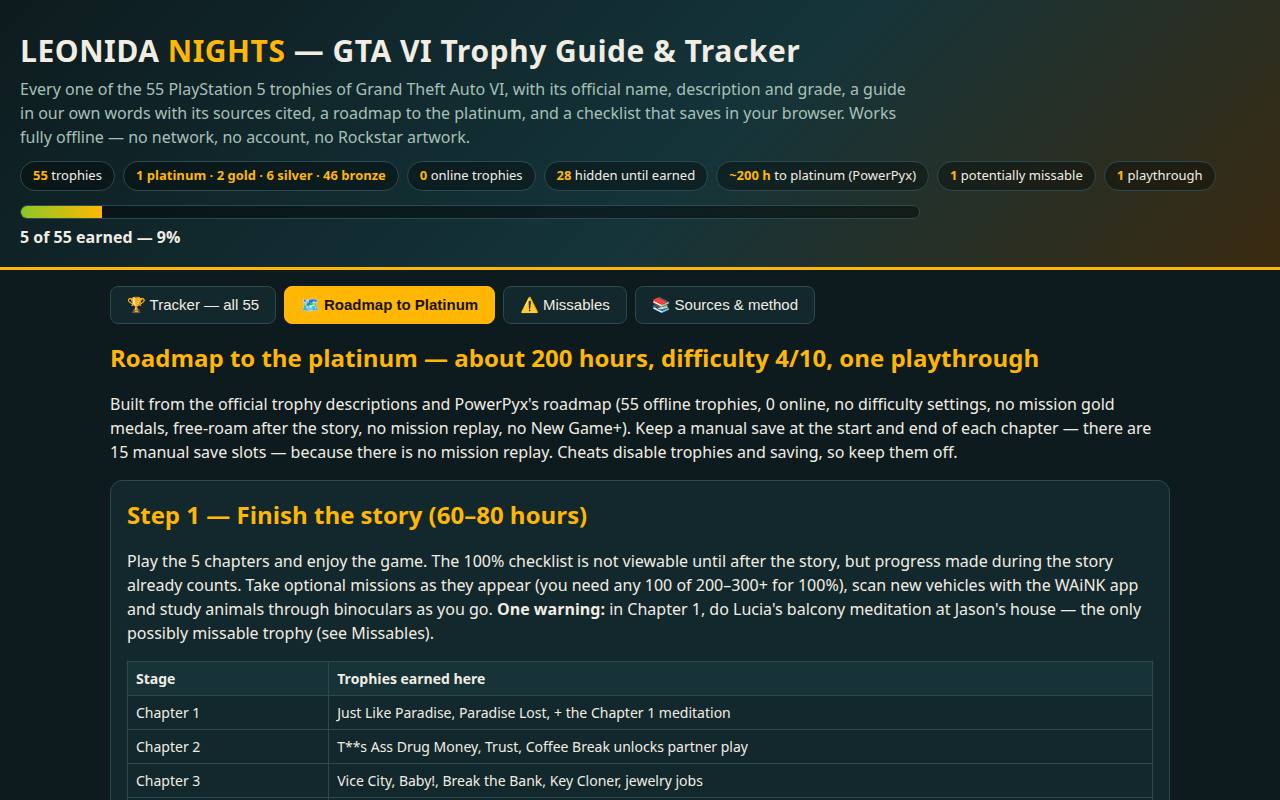 LEONIDA NIGHTS — GTA VI Trophy Guide & Tracker
Every one of the 55 PlayStation 5 trophies of Grand Theft Auto VI, with its official name, description and grade, a guide
in our own words with its sources cited, a roadmap to the platinum, and a checklist that saves in your browser. Works
fully offline — no network, no account, no Rockstar artwork.
55 trophies
1 platinum · 2 gold · 6 silver · 46 bronze
0 online trophies
28 hidden until earned
~200 h to platinum (PowerPyx)
1 potentially missable
1 playthrough
5 of 55 earned — 9%
🏆 Tracker — all 55
🗺️ Roadmap to Platinum
⚠️ Missables
📚 Sources & method
Roadmap to the platinum — about 200 hours, difficulty 4/10, one playthrough
Built from the official trophy descriptions and PowerPyx's roadmap (55 offline trophies, 0 online, no difficulty settings, no mission gold
medals, free-roam after the story, no mission replay, no New Game+). Keep a manual save at the start and end of each chapter — there are
15 manual save slots — because there is no mission replay. Cheats disable trophies and saving, so keep them off.
Step 1 — Finish the story (60–80 hours)
Play the 5 chapters and enjoy the game. The 100% checklist is not viewable until after the story, but progress made during the story
already counts. Take optional missions as they appear (you need any 100 of 200–300+ for 100%), scan new vehicles with the WAiNK app
and study animals through binoculars as you go. One warning: in Chapter 1, do Lucia's balcony meditation at Jason's house — the only
possibly missable trophy (see Missables).
Stage
Trophies earned here
Chapter 1
Just Like Paradise, Paradise Lost, + the Chapter 1 meditation
Chapter 2
T**s Ass Drug Money, Trust, Coffee Break unlocks partner play
Chapter 3
Vice City, Baby!, Break the Bank, Key Cloner, jewelry jobs